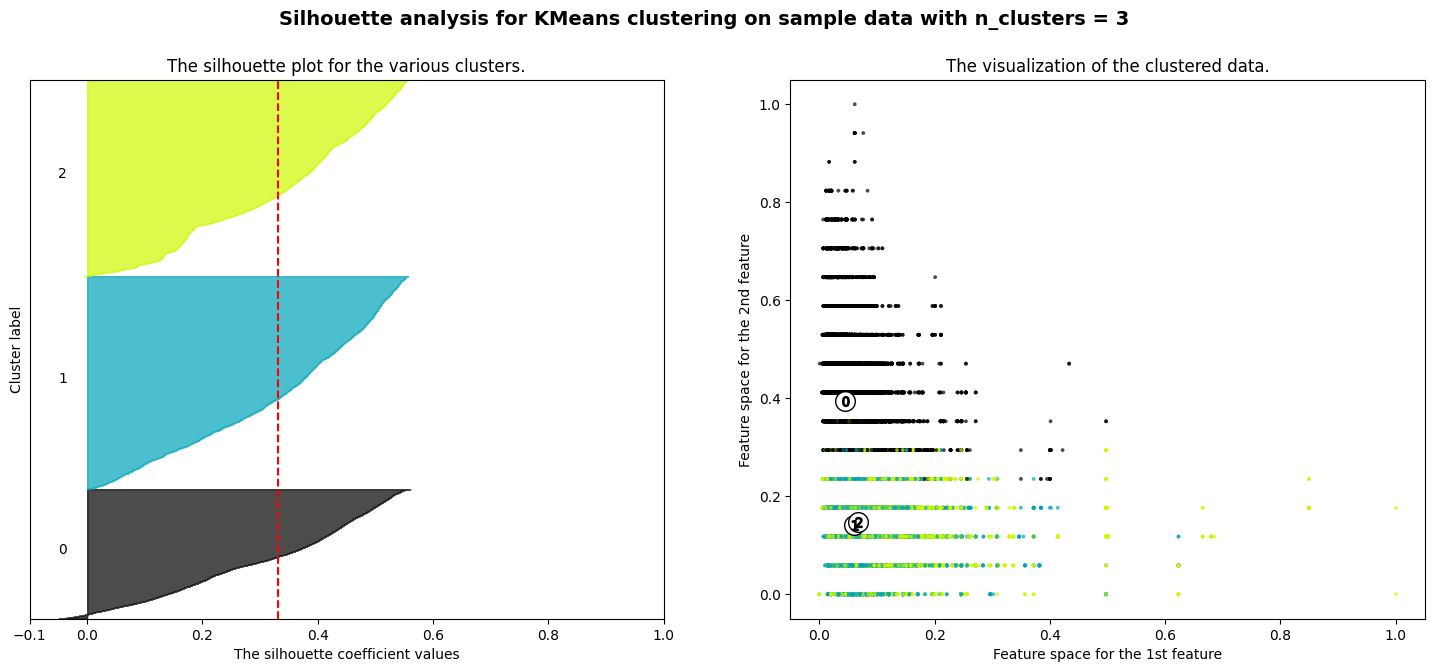 Silhouette analysis for KMeans clustering on sample data with n_clusters = 3
The silhouette plot for the various clusters.
Cluster label
2
1
0
−0.1 0.0 0.2 0.4 0.6 0.8 1.0
The silhouette coefficient values
The visualization of the clustered data.
Feature space for the 2nd feature
1.0
0.8
0.6
0.4
0.2
0.0
0
1
2
0.0 0.2 0.4 0.6 0.8 1.0
Feature space for the 1st feature